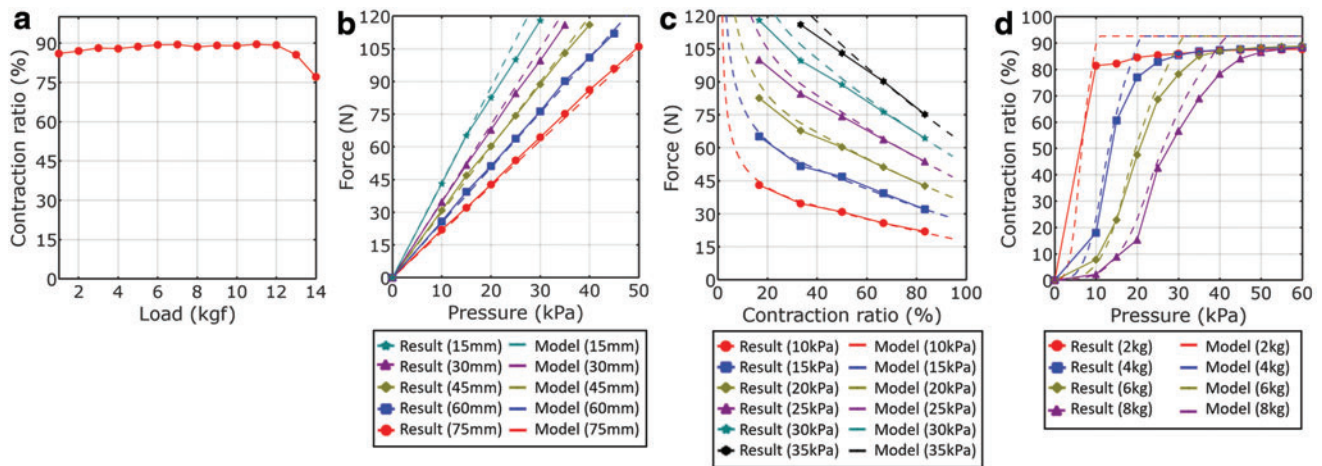 a
Contraction ratio (%)
120
105
90
75
60
45
30
15
0
2 4 6 8 10 12 14
Load (kgf)
b
Force (N)
120
105
90
75
60
45
30
15
0
0 10 20 30 40 50
Pressure (kPa)
Result (15mm) Model (15mm)
Result (30mm) Model (30mm)
Result (45mm) Model (45mm)
Result (60mm) Model (60mm)
Result (75mm) Model (75mm)
c
Force (N)
120
105
90
75
60
45
30
15
0
0 20 40 60 80 100
Contraction ratio (%)
Result (10kPa) Model (10kPa)
Result (15kPa) Model (15kPa)
Result (20kPa) Model (20kPa)
Result (25kPa) Model (25kPa)
Result (30kPa) Model (30kPa)
Result (35kPa) Model (35kPa)
d
Contraction ratio (%)
100
90
80
70
60
50
40
30
20
10
0
0 10 20 30 40 50 60
Pressure (kPa)
Result (2kg) Model (2kg)
Result (4kg) Model (4kg)
Result (6kg) Model (6kg)
Result (8kg) Model (8kg)